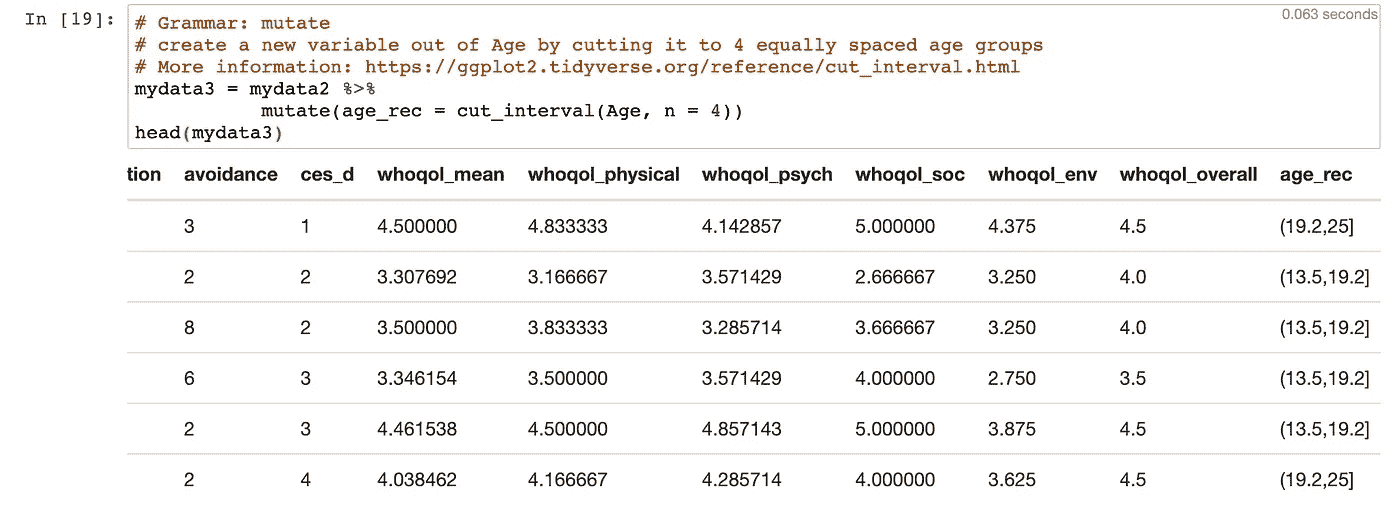 In [19]:
0.063 seconds
# Grammar: mutate
# create a new variable out of Age by cutting it to 4 equally spaced age groups
# More information: https://ggplot2.tidyverse.org/reference/cut_interval.html
mydata3 = mydata2 %>%
mutate(age_rec = cut_interval(Age, n = 4))
head(mydata3)
tion avoidance ces_d whoqol_mean whoqol_physical whoqol_psych whoqol_soc whoqol_env whoqol_overall age_rec
3 1 4.500000 4.833333 4.142857 5.000000 4.375 4.5 (19.2,25]
2 2 3.307692 3.166667 3.571429 2.666667 3.250 4.0 (13.5,19.2]
8 2 3.500000 3.833333 3.285714 3.666667 3.250 4.0 (13.5,19.2]
6 3 3.346154 3.500000 3.571429 4.000000 2.750 3.5 (13.5,19.2]
2 3 4.461538 4.500000 4.857143 5.000000 3.875 4.5 (13.5,19.2]
2 4 4.038462 4.166667 4.285714 4.000000 3.625 4.5 (19.2,25]